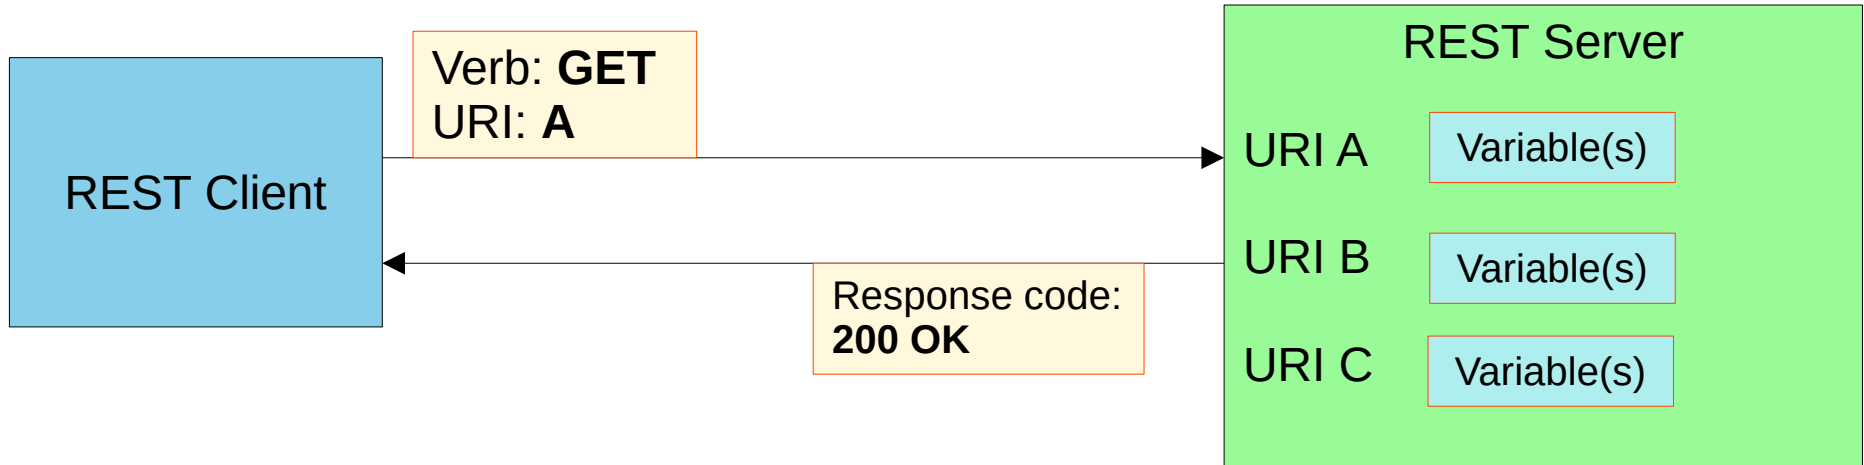 REST Server
Verb: GET
URI: A
REST Client
URI A
Variable(s)
URI B
Variable(s)
Response code:
200 OK
URI C
Variable(s)